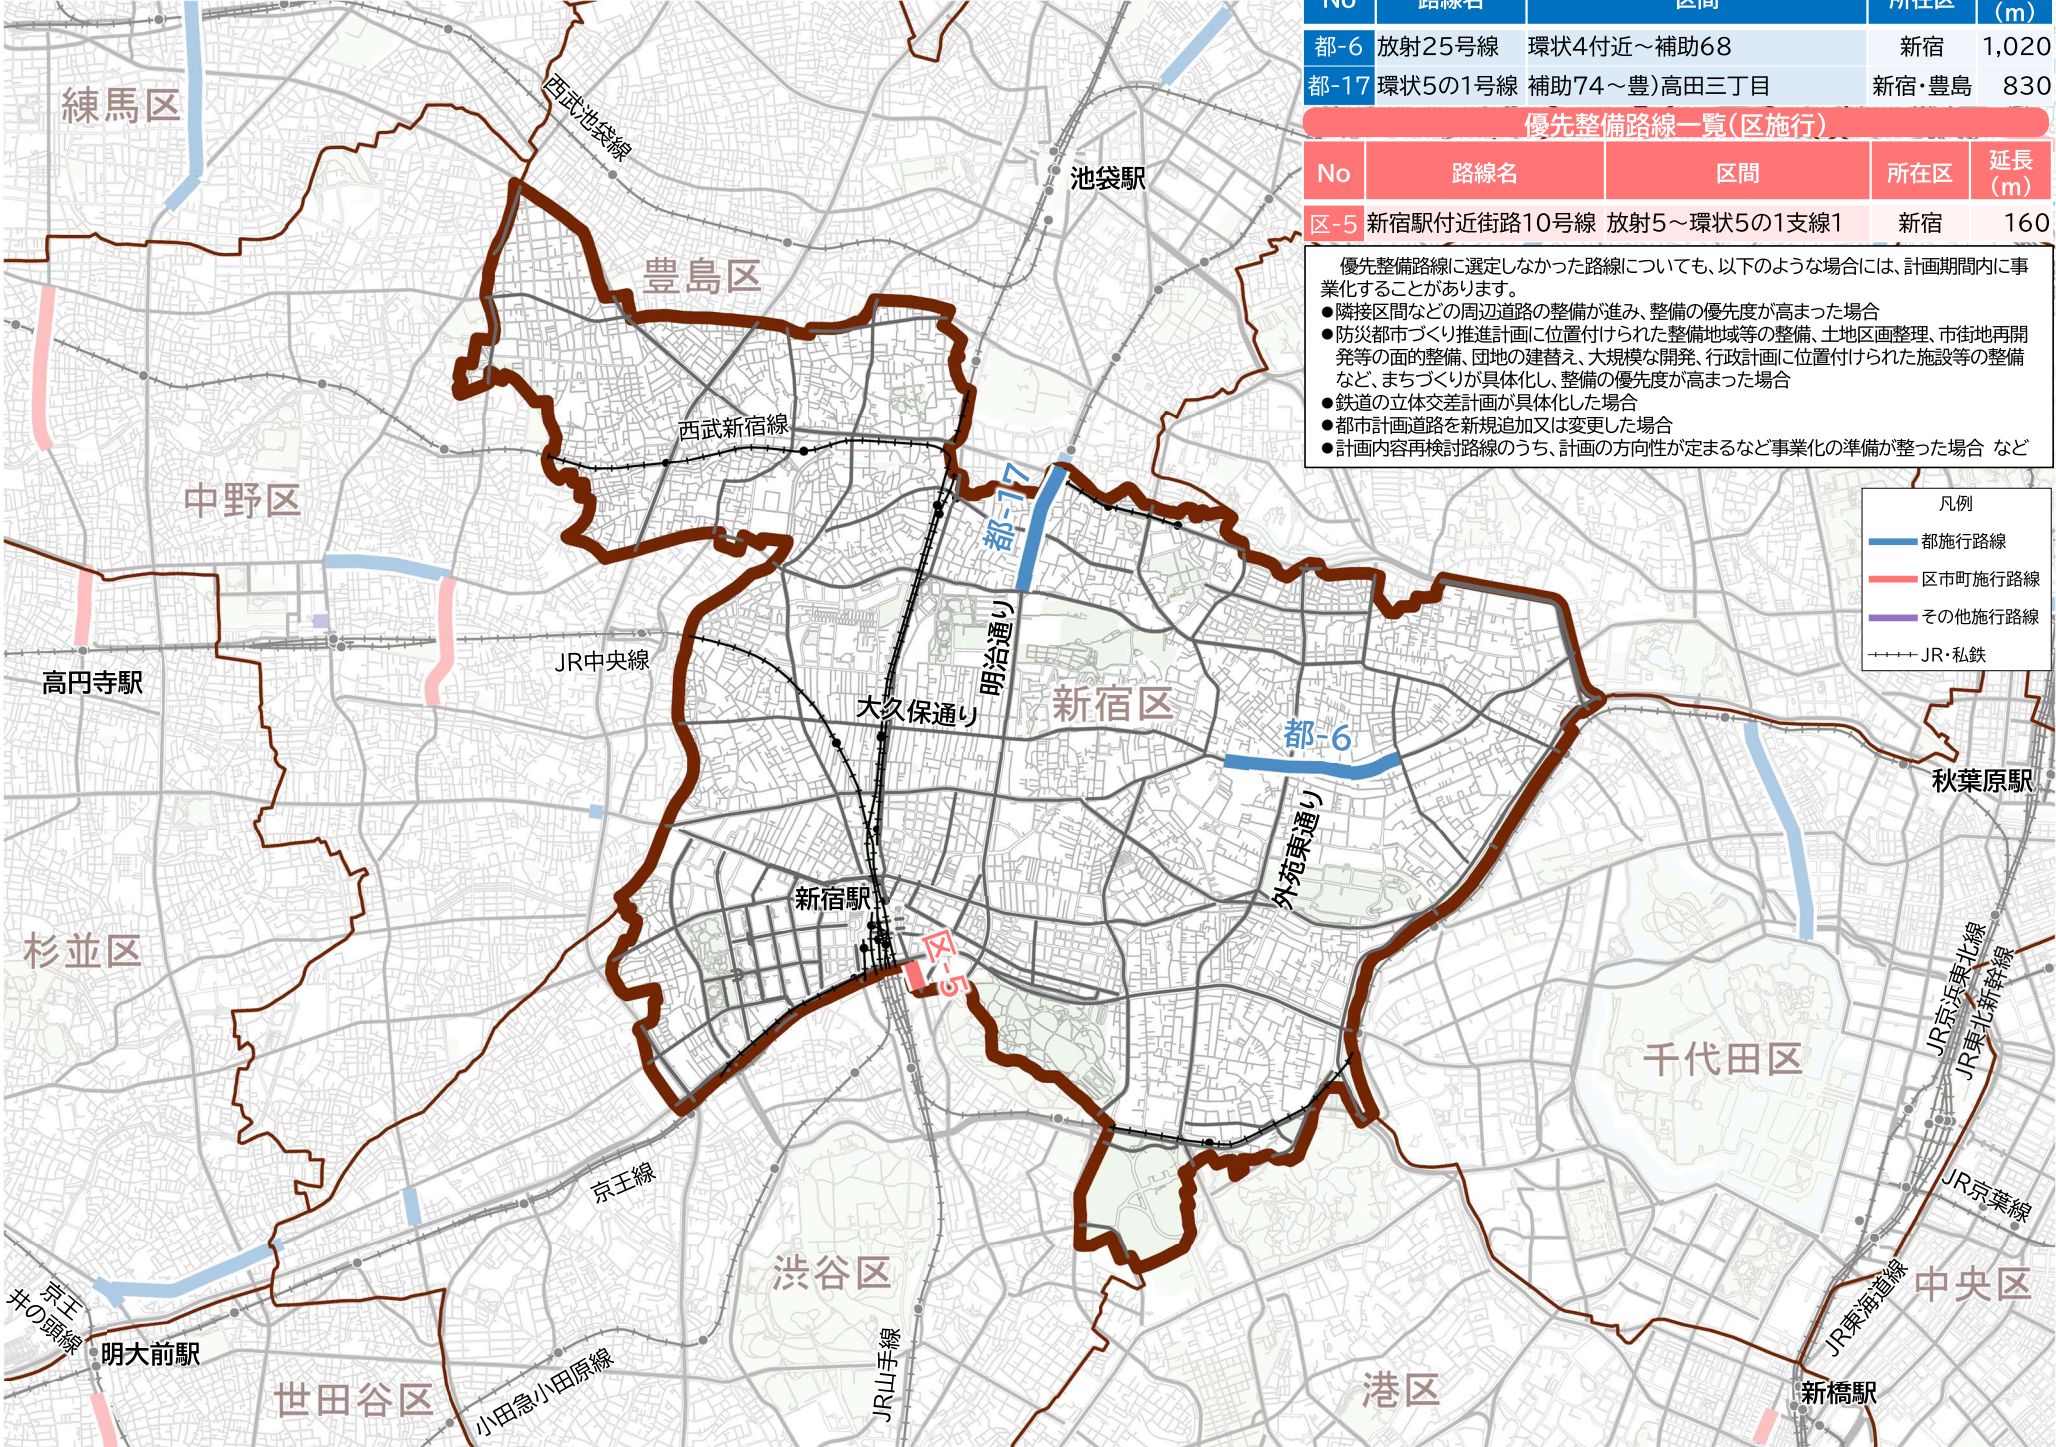 No 路線名 区間 所在区 (m)
都-6 放射25号線 環状4付近～補助68 新宿 1,020
都-17 環状5の1号線 補助74～豊)高田三丁目 新宿・豊島 830
優先整備路線一覧(区施行)
No 路線名 区間 所在区 延長(m)
区-5 新宿駅付近街路10号線 放射5～環状5の1支線1 新宿 160
優先整備路線に選定しなかった路線についても、以下のような場合には、計画期間内に事
業化することがあります。
●隣接区間などの周辺道路の整備が進み、整備の優先度が高まった場合
●防災都市づくり推進計画に位置付けられた整備地域等の整備、土地区画整理、市街地再開
発等の面的整備、団地の建替え、大規模な開発、行政計画に位置付けられた施設等の整備
など、まちづくりが具体化し、整備の優先度が高まった場合
●鉄道の立体交差計画が具体化した場合
●都市計画道路を新規追加又は変更した場合
●計画内容再検討路線のうち、計画の方向性が定まるなど事業化の準備が整った場合 など
凡例
都施行路線
区市町施行路線
その他施行路線
JR・私鉄
練馬区
西武池袋線
池袋駅
豊島区
西武新宿線
中野区
都-17
高円寺駅
JR中央線
明治通り
大久保通り
新宿区
都-6
秋葉原駅
外苑東通り
新宿駅
区-5
杉並区
JR京浜東北線
JR東北新幹線
千代田区
京王線
JR京葉線
渋谷区
中央区
京王
井の頭線
JR東海道線
明大前駅
世田谷区
小田急小田原線
JR山手線
港区
新橋駅